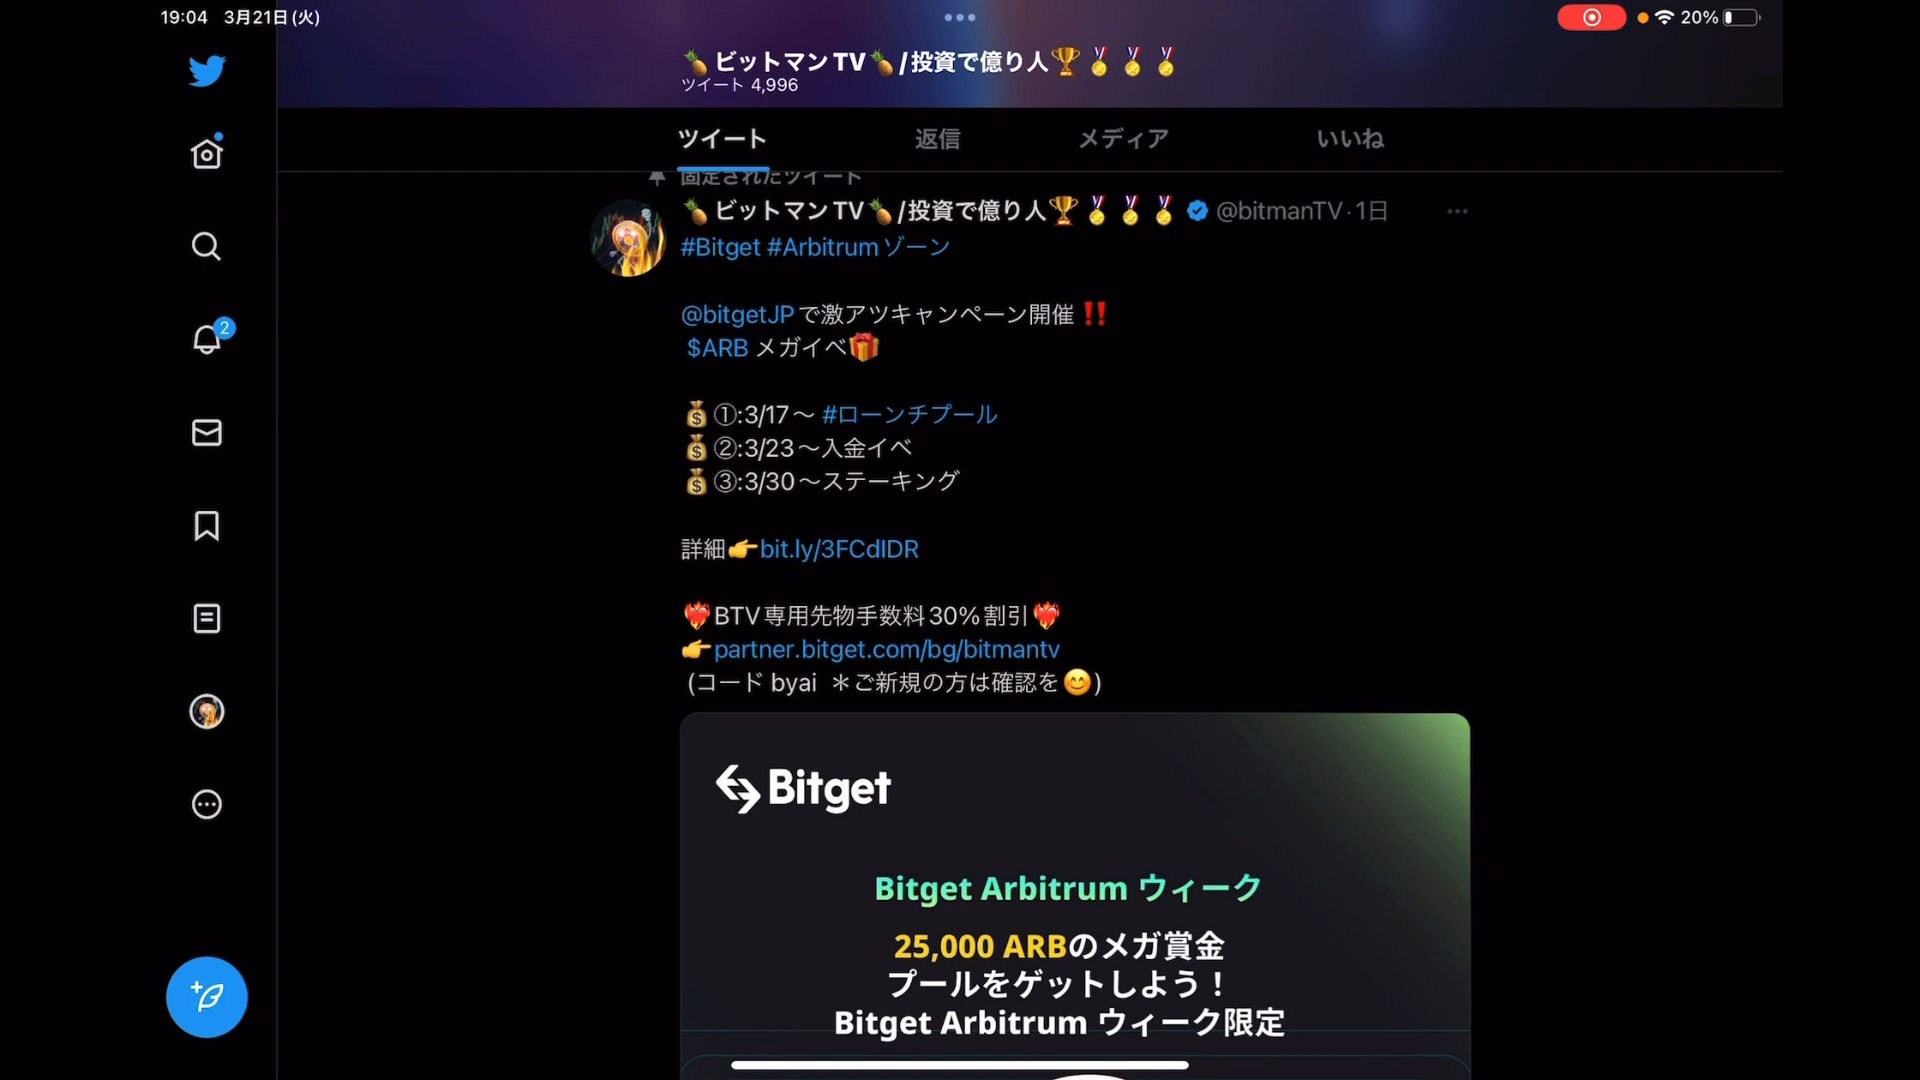 19:04 3月21日(火)
20%
🍍ビットマンTV🍍/投資で億り人🏆🏅🏅🏅
ツイート 4,996
ツイート 返信 メディア いいね
固定されたツイート
🍍ビットマンTV🍍/投資で億り人🏆🏅🏅🏅 @bitmanTV・1日
#Bitget #Arbitrumゾーン
@bitgetJPで激アツキャンペーン開催‼️
$ARB メガイベ🎁
💰①:3/17〜 #ローンチプール
💰②:3/23〜入金イベ
💰③:3/30〜ステーキング
詳細👉bit.ly/3FCdIDR
❤️‍🔥BTV専用先物手数料30%割引❤️‍🔥
👉partner.bitget.com/bg/bitmantv
(コード byai ＊ご新規の方は確認を😊)
2
Bitget
Bitget Arbitrum ウィーク
25,000 ARBのメガ賞金
プールをゲットしよう！
Bitget Arbitrum ウィーク限定